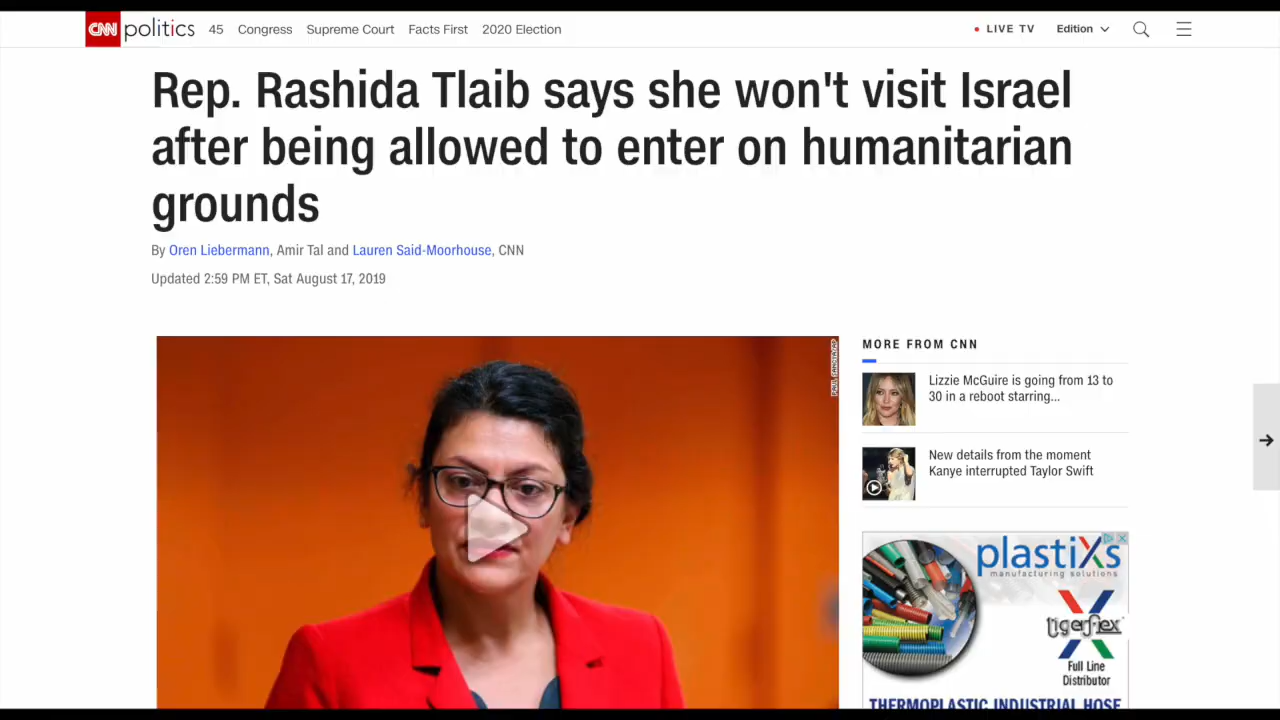 CNN politics 45 Congress Supreme Court Facts First 2020 Election LIVE TV Edition
Rep. Rashida Tlaib says she won't visit Israel
after being allowed to enter on humanitarian
grounds
By Oren Liebermann, Amir Tal and Lauren Said-Moorhouse, CNN
Updated 2:59 PM ET, Sat August 17, 2019
PAUL SANCYA/AP
MORE FROM CNN
Lizzie McGuire is going from 13 to
30 in a reboot starring...
New details from the moment
Kanye interrupted Taylor Swift
plastiXs
manufacturing solutions
tigerflex
Full Line
Distributor
THERMOPLASTIC INDUSTRIAL HOSE